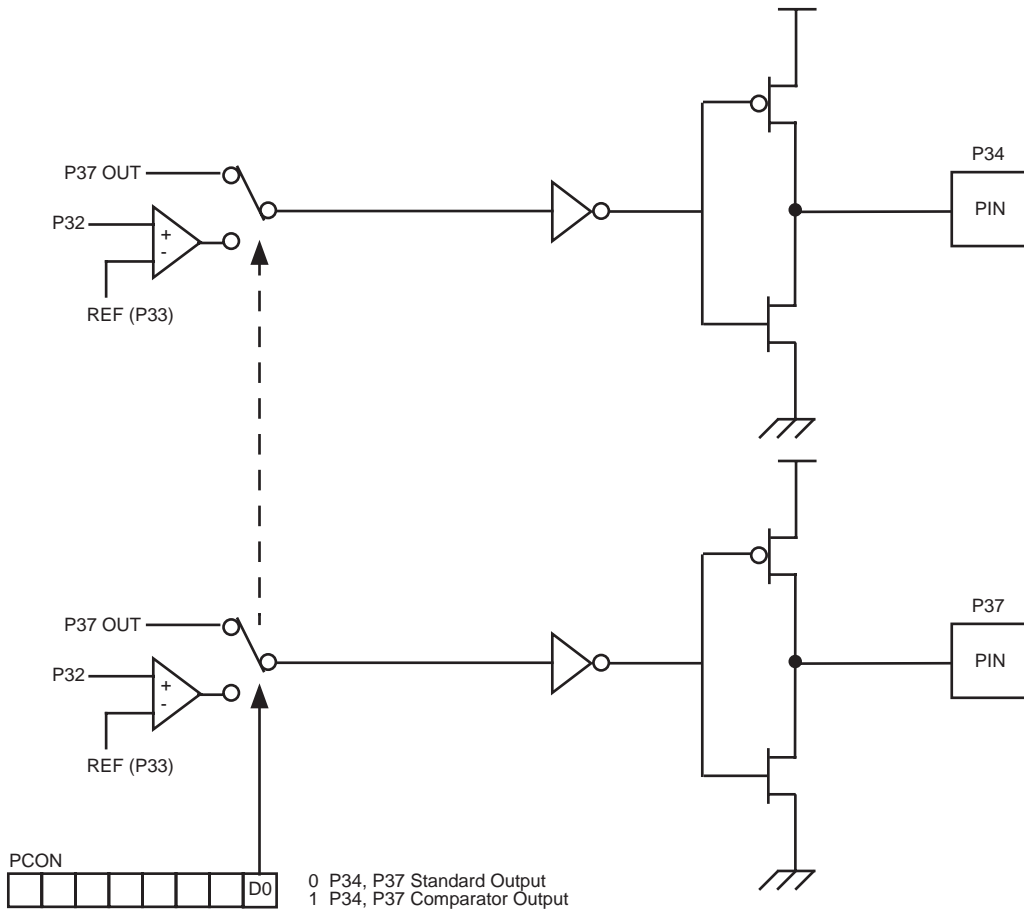 P34
P37 OUT
PIN
P32
+
-
REF (P33)
P37
P37 OUT
PIN
P32
+
-
REF (P33)
PCON
D0
0 P34, P37 Standard Output
1 P34, P37 Comparator Output